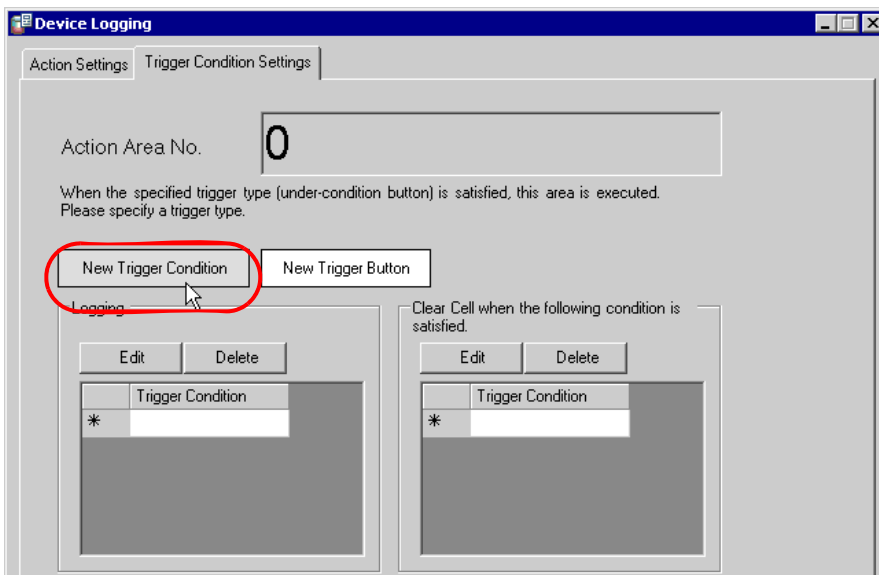 Device Logging
Action Settings
Trigger Condition Settings
Action Area No.
0
When the specified trigger type (under-condition button) is satisfied, this area is executed.
Please specify a trigger type.
New Trigger Condition
New Trigger Button
Logging
Edit
Delete
Trigger Condition
*
Clear Cell when the following condition is
satisfied.
Edit
Delete
Trigger Condition
*